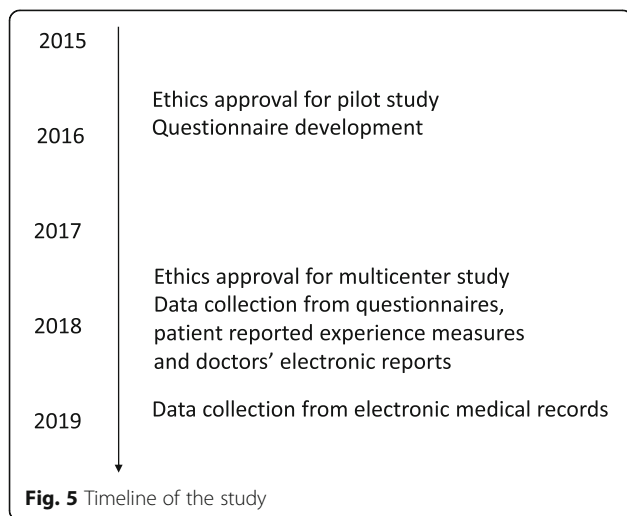 2015
Ethics approval for pilot study
2016
Questionnaire development
2017
Ethics approval for multicenter study
Data collection from questionnaires,
2018
patient reported experience measures
and doctors’ electronic reports
2019
Data collection from electronic medical records
Fig. 5 Timeline of the study